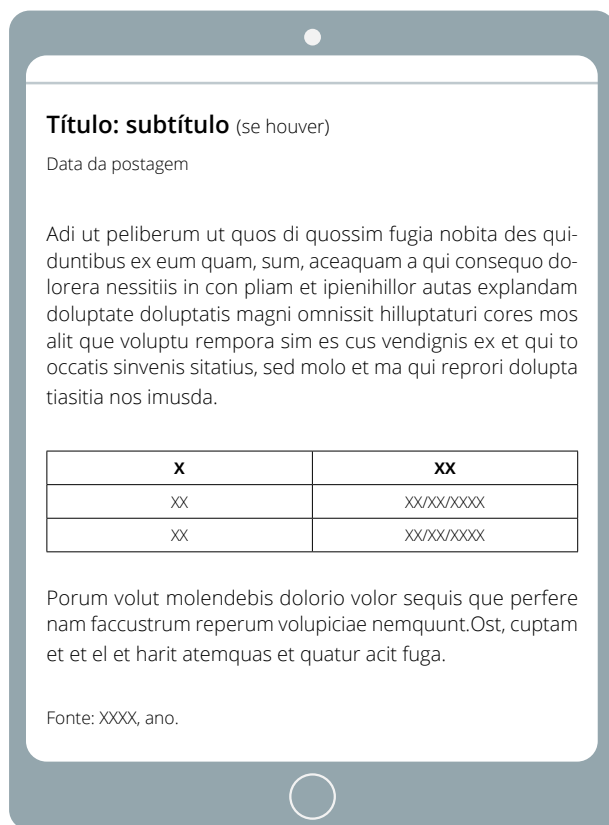 Título: subtítulo (se houver)
Data da postagem
Adi ut peliberum ut quos di quossim fugia nobita des qui-
duntibus ex eum quam, sum, aceaquam a qui consequo do-
lorera nessitiis in con pliam et ipienihillor autas explandam
doluptate doluptatis magni omnissit hilluptaturi cores mos
alit que voluptu rempora sim es cus vendignis ex et qui to
occatis sinvenis sitatius, sed molo et ma qui reprori dolupta
tiasitia nos imusda.
X XX
XX XX/XX/XXXX
XX XX/XX/XXXX
Porum volut molendebis dolorio volor sequis que perfere
nam faccustrum reperum volupiciae nemquunt.Ost, cuptam
et et el et harit atemquas et quatur acit fuga.
Fonte: XXXX, ano.